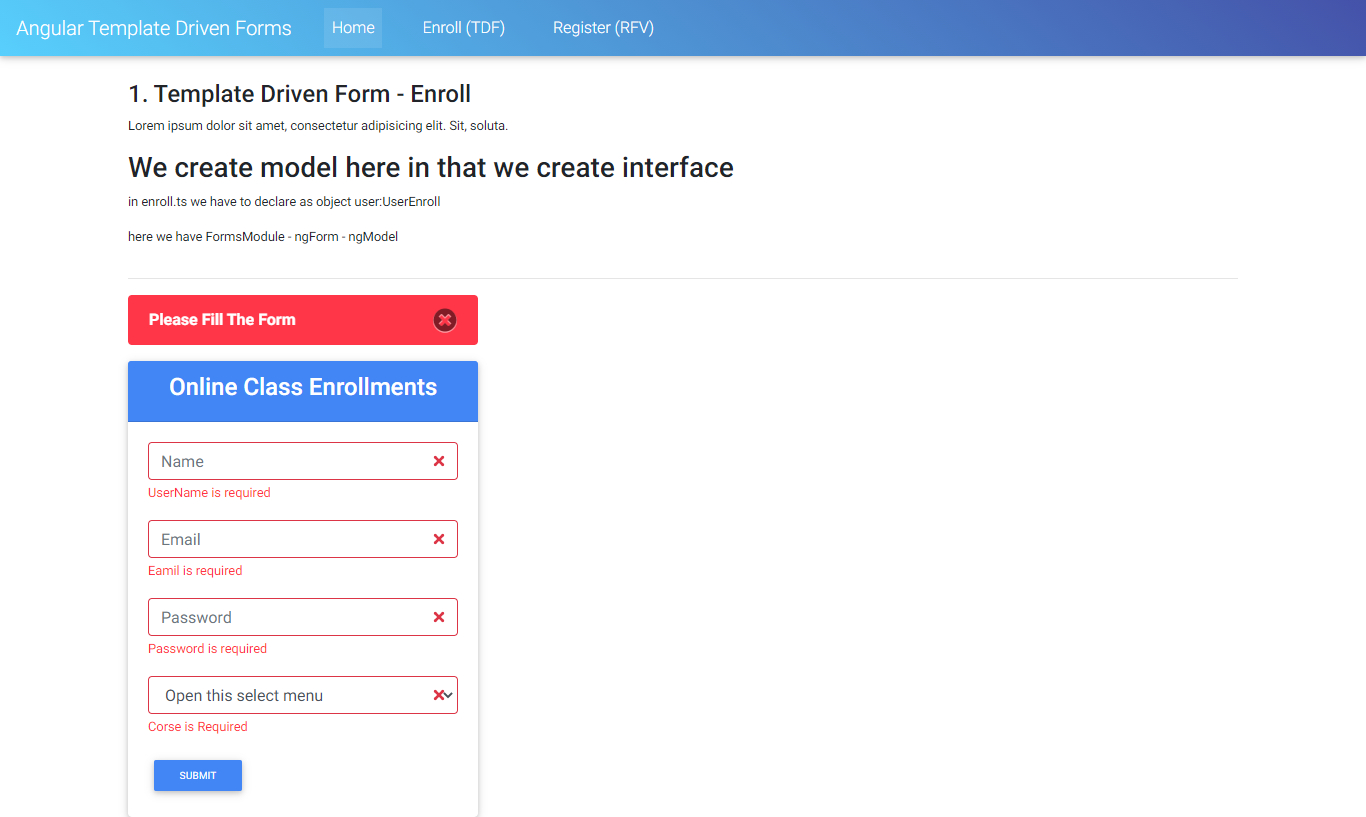 Angular Template Driven Forms Home Enroll (TDF) Register (RFV)
1. Template Driven Form - Enroll
Lorem ipsum dolor sit amet, consectetur adipisicing elit. Sit, soluta.
We create model here in that we create interface
in enroll.ts we have to declare as object user:UserEnroll
here we have FormsModule - ngForm - ngModel
Please Fill The Form
Online Class Enrollments
Name
UserName is required
Email
Eamil is required
Password
Password is required
Open this select menu
Corse is Required
SUBMIT